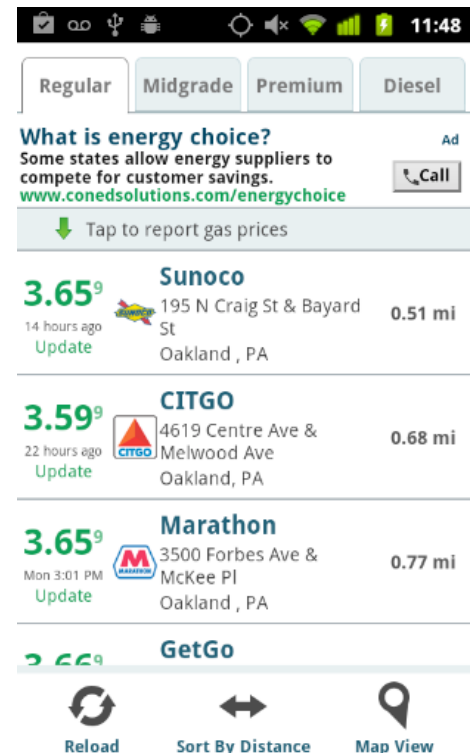 11:48
Regular Midgrade Premium Diesel
What is energy choice? Ad
Some states allow energy suppliers to
compete for customer savings.
Call
www.conedsolutions.com/energychoice
Tap to report gas prices
Sunoco
3.65⁹
SUNOCO
195 N Craig St & Bayard
St
0.51 mi
14 hours ago
Update
Oakland , PA
CITGO
3.59⁹
4619 Centre Ave &
Melwood Ave
0.68 mi
22 hours ago
CITGO
Update
Oakland, PA
Marathon
3.65⁹
3500 Forbes Ave &
McKee Pl
0.77 mi
Mon 3:01 PM
MARATHON
Update
Oakland , PA
GetGo
3.66⁹
Reload Sort By Distance Map View